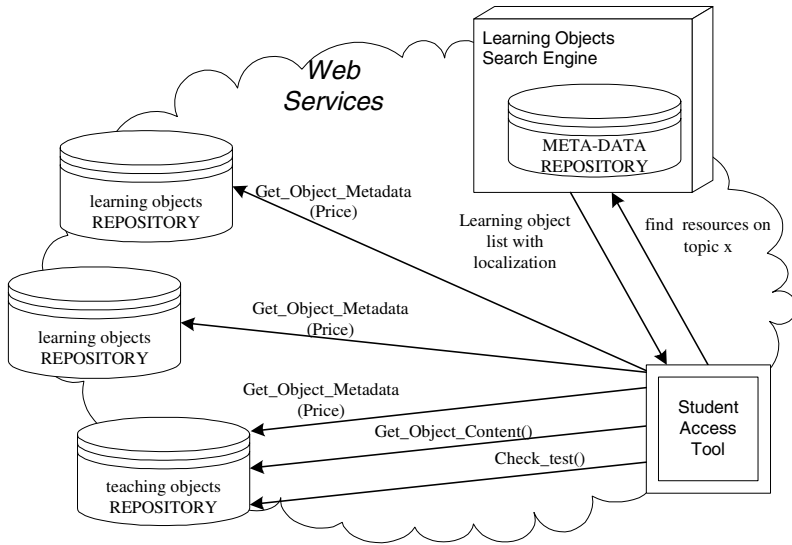 Web
Services
Learning Objects
Search Engine
META-DATA
REPOSITORY
learning objects
REPOSITORY
Get_Object_Metadata
(Price)
Learning object
list with
localization
find resources on
topic x
learning objects
REPOSITORY
Get_Object_Metadata
(Price)
Get_Object_Metadata
(Price)
Get_Object_Content()
Check_test()
Student
Access
Tool
teaching objects
REPOSITORY